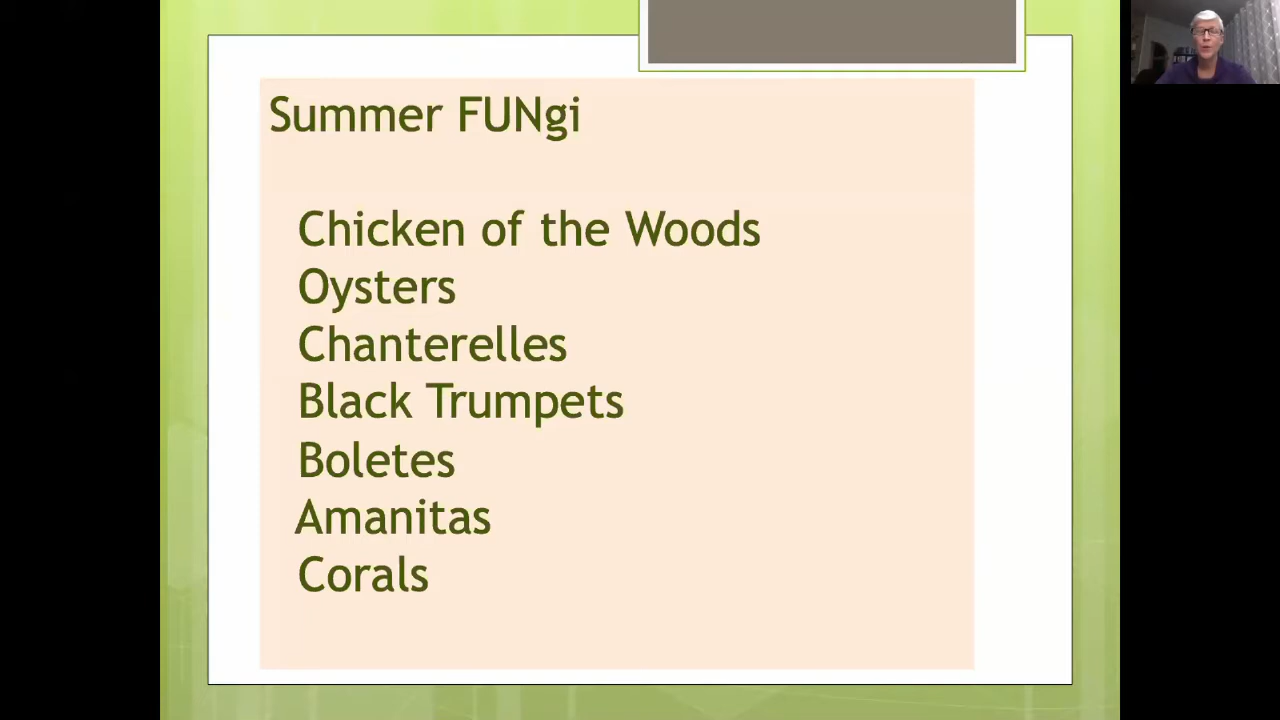 Summer FUNgi
Chicken of the Woods
Oysters
Chanterelles
Black Trumpets
Boletes
Amanitas
Corals